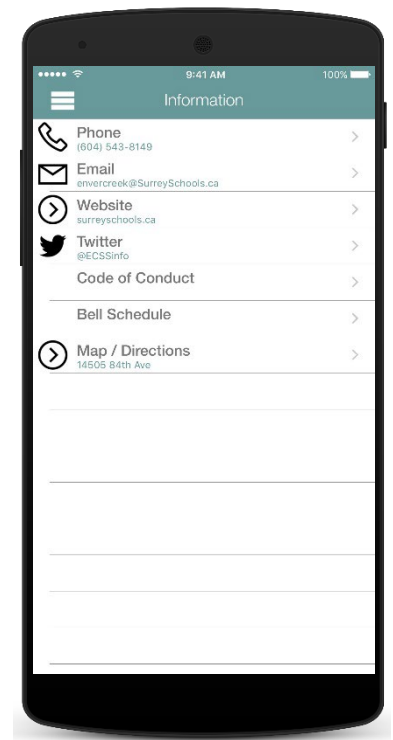 9:41 AM
100%
Information
Phone
(604) 543-8149
Email
envercreek@SurreySchools.ca
Website
surreyschools.ca
Twitter
@ECSSinfo
Code of Conduct
Bell Schedule
Map / Directions
14505 84th Ave